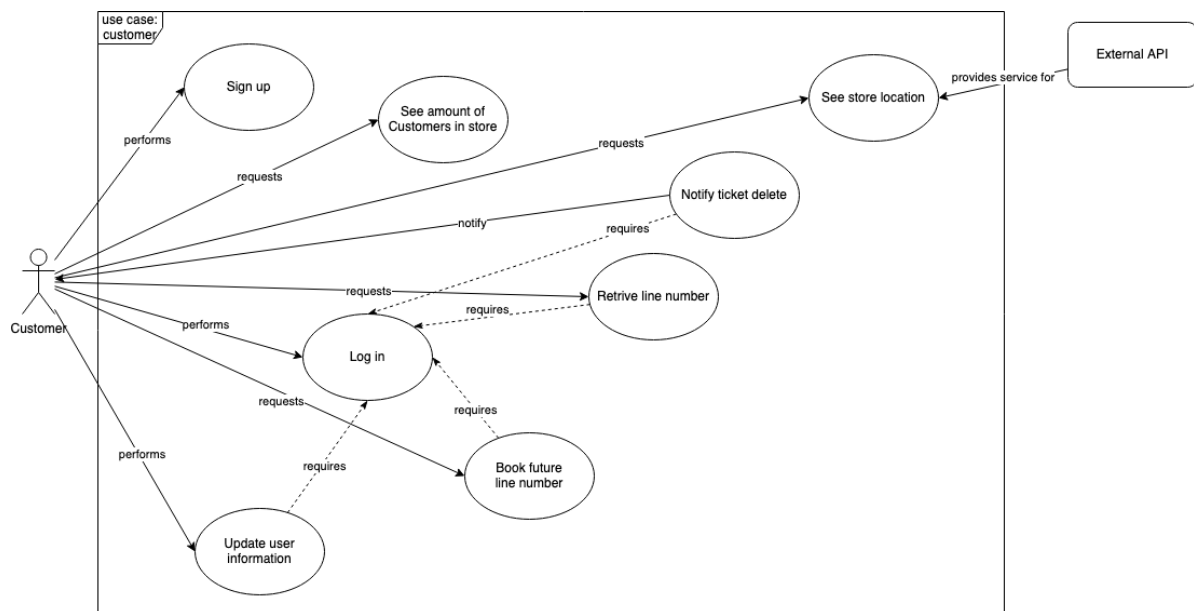 use case:
customer
Sign up
See amount of
Customers in store
See store location
External API
provides service for
performs
requests
requests
Notify ticket delete
notify
requires
requests
Retrive line number
requires
Customer
performs
Log in
requests
requires
performs
requires
Book future
line number
Update user
information